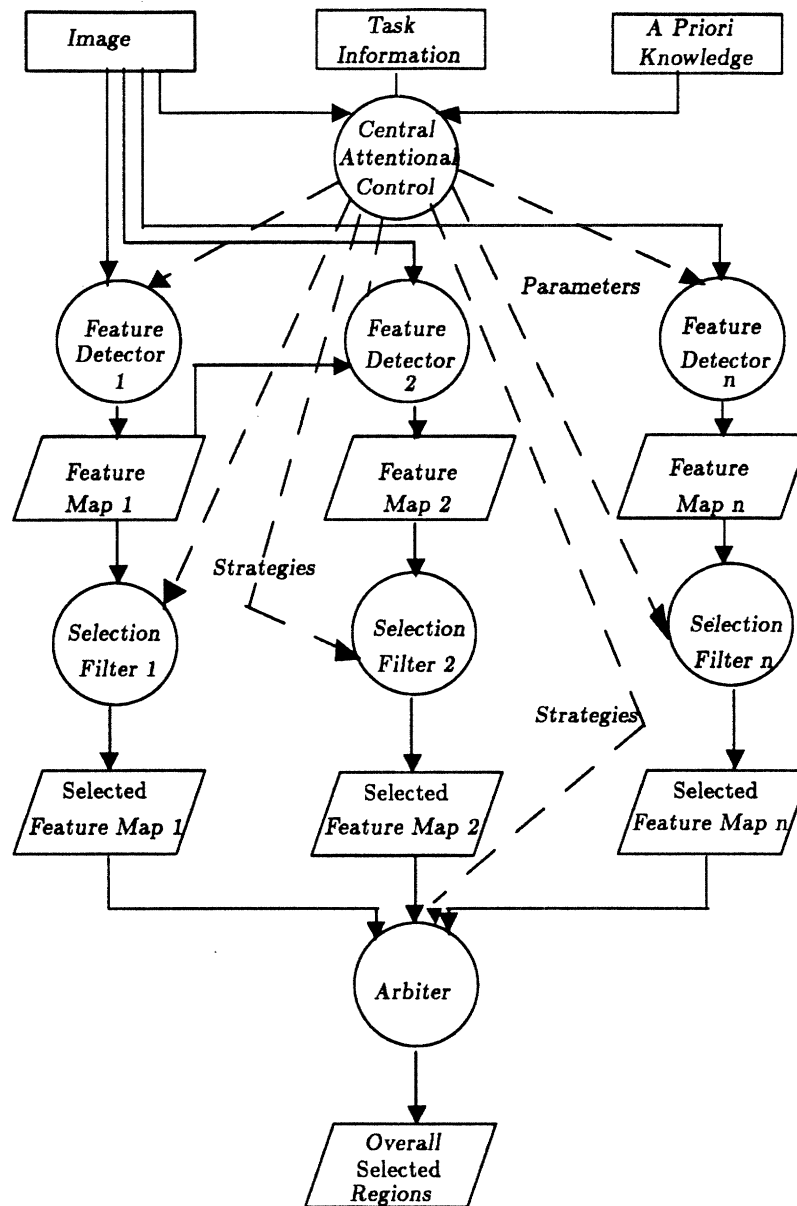 Image
Task
Information
A Priori
Knowledge
Central
Attentional
Control
Parameters
Feature
Detector
1
Feature
Detector
2
Feature
Detector
n
Feature
Map 1
Feature
Map 2
Feature
Map n
Strategies
Selection
Filter 1
Selection
Filter 2
Selection
Filter n
Strategies
Selected
Feature Map 1
Selected
Feature Map 2
Selected
Feature Map n
Arbiter
Overall
Selected
Regions